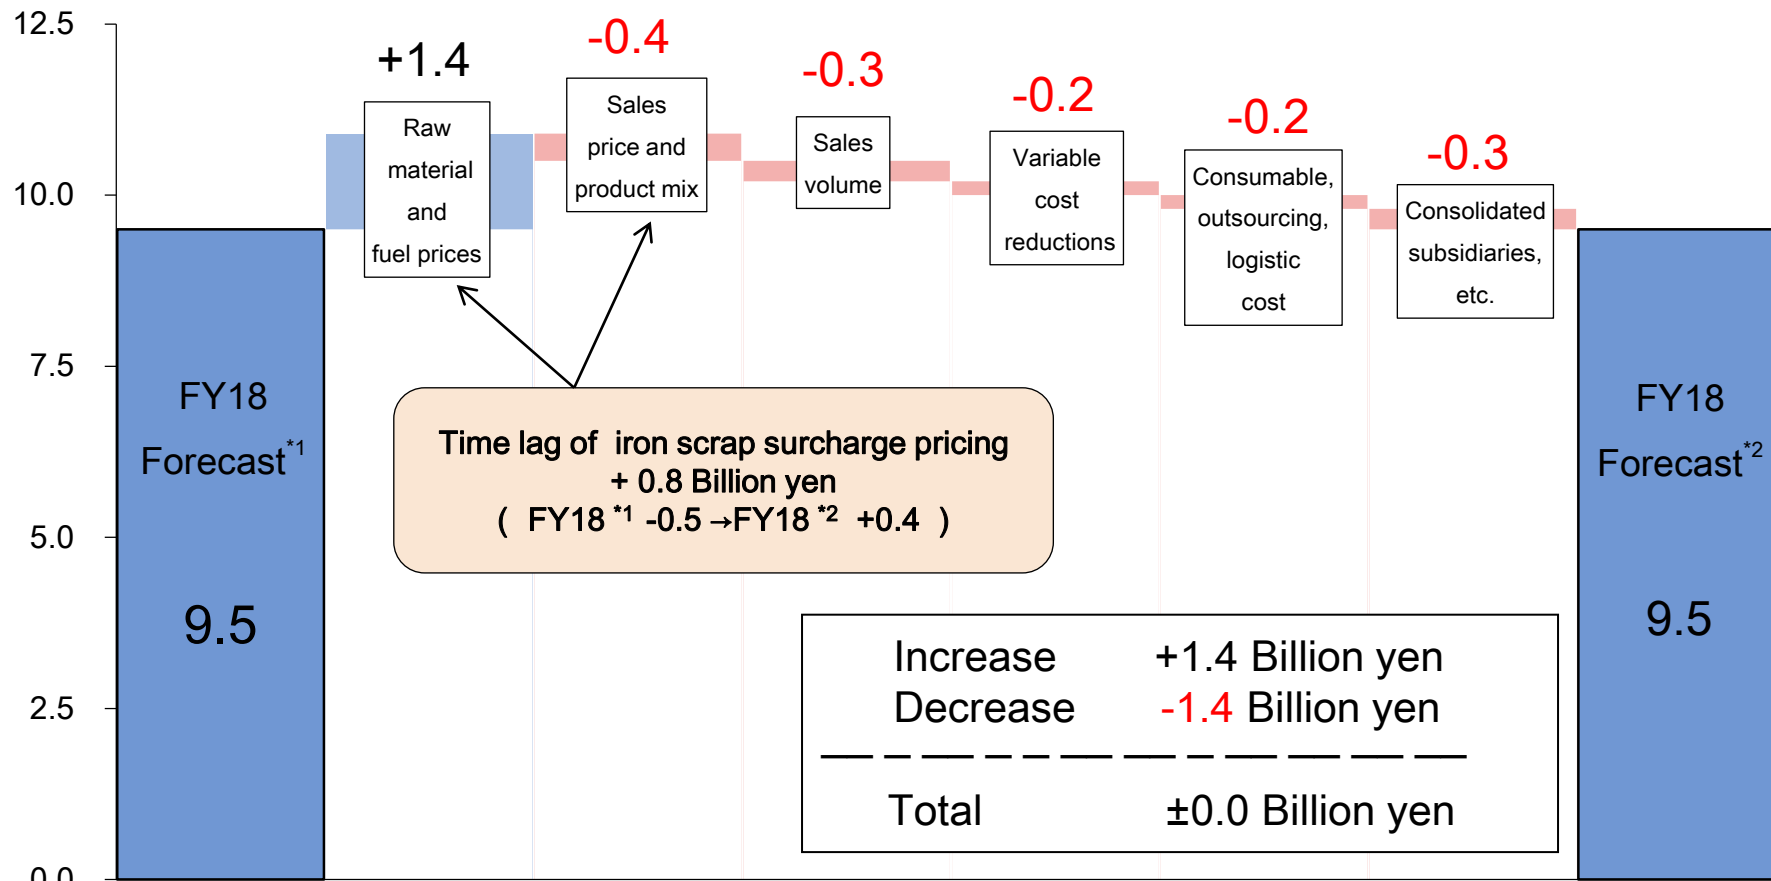 12.5
10.0
7.5
5.0
2.5
0.0
FY18
Forecast*1
9.5
+1.4
Raw
material
and
fuel prices
-0.4
Sales
price and
product mix
-0.3
Sales
volume
-0.2
Variable
cost
reductions
-0.2
Consumable,
outsourcing,
logistic
cost
-0.3
Consolidated
subsidiaries,
etc.
FY18
Forecast*2
9.5
Time lag of iron scrap surcharge pricing
+ 0.8 Billion yen
( FY18 *1 -0.5 →FY18 *2 +0.4 )
Increase +1.4 Billion yen
Decrease -1.4 Billion yen
Total ±0.0 Billion yen